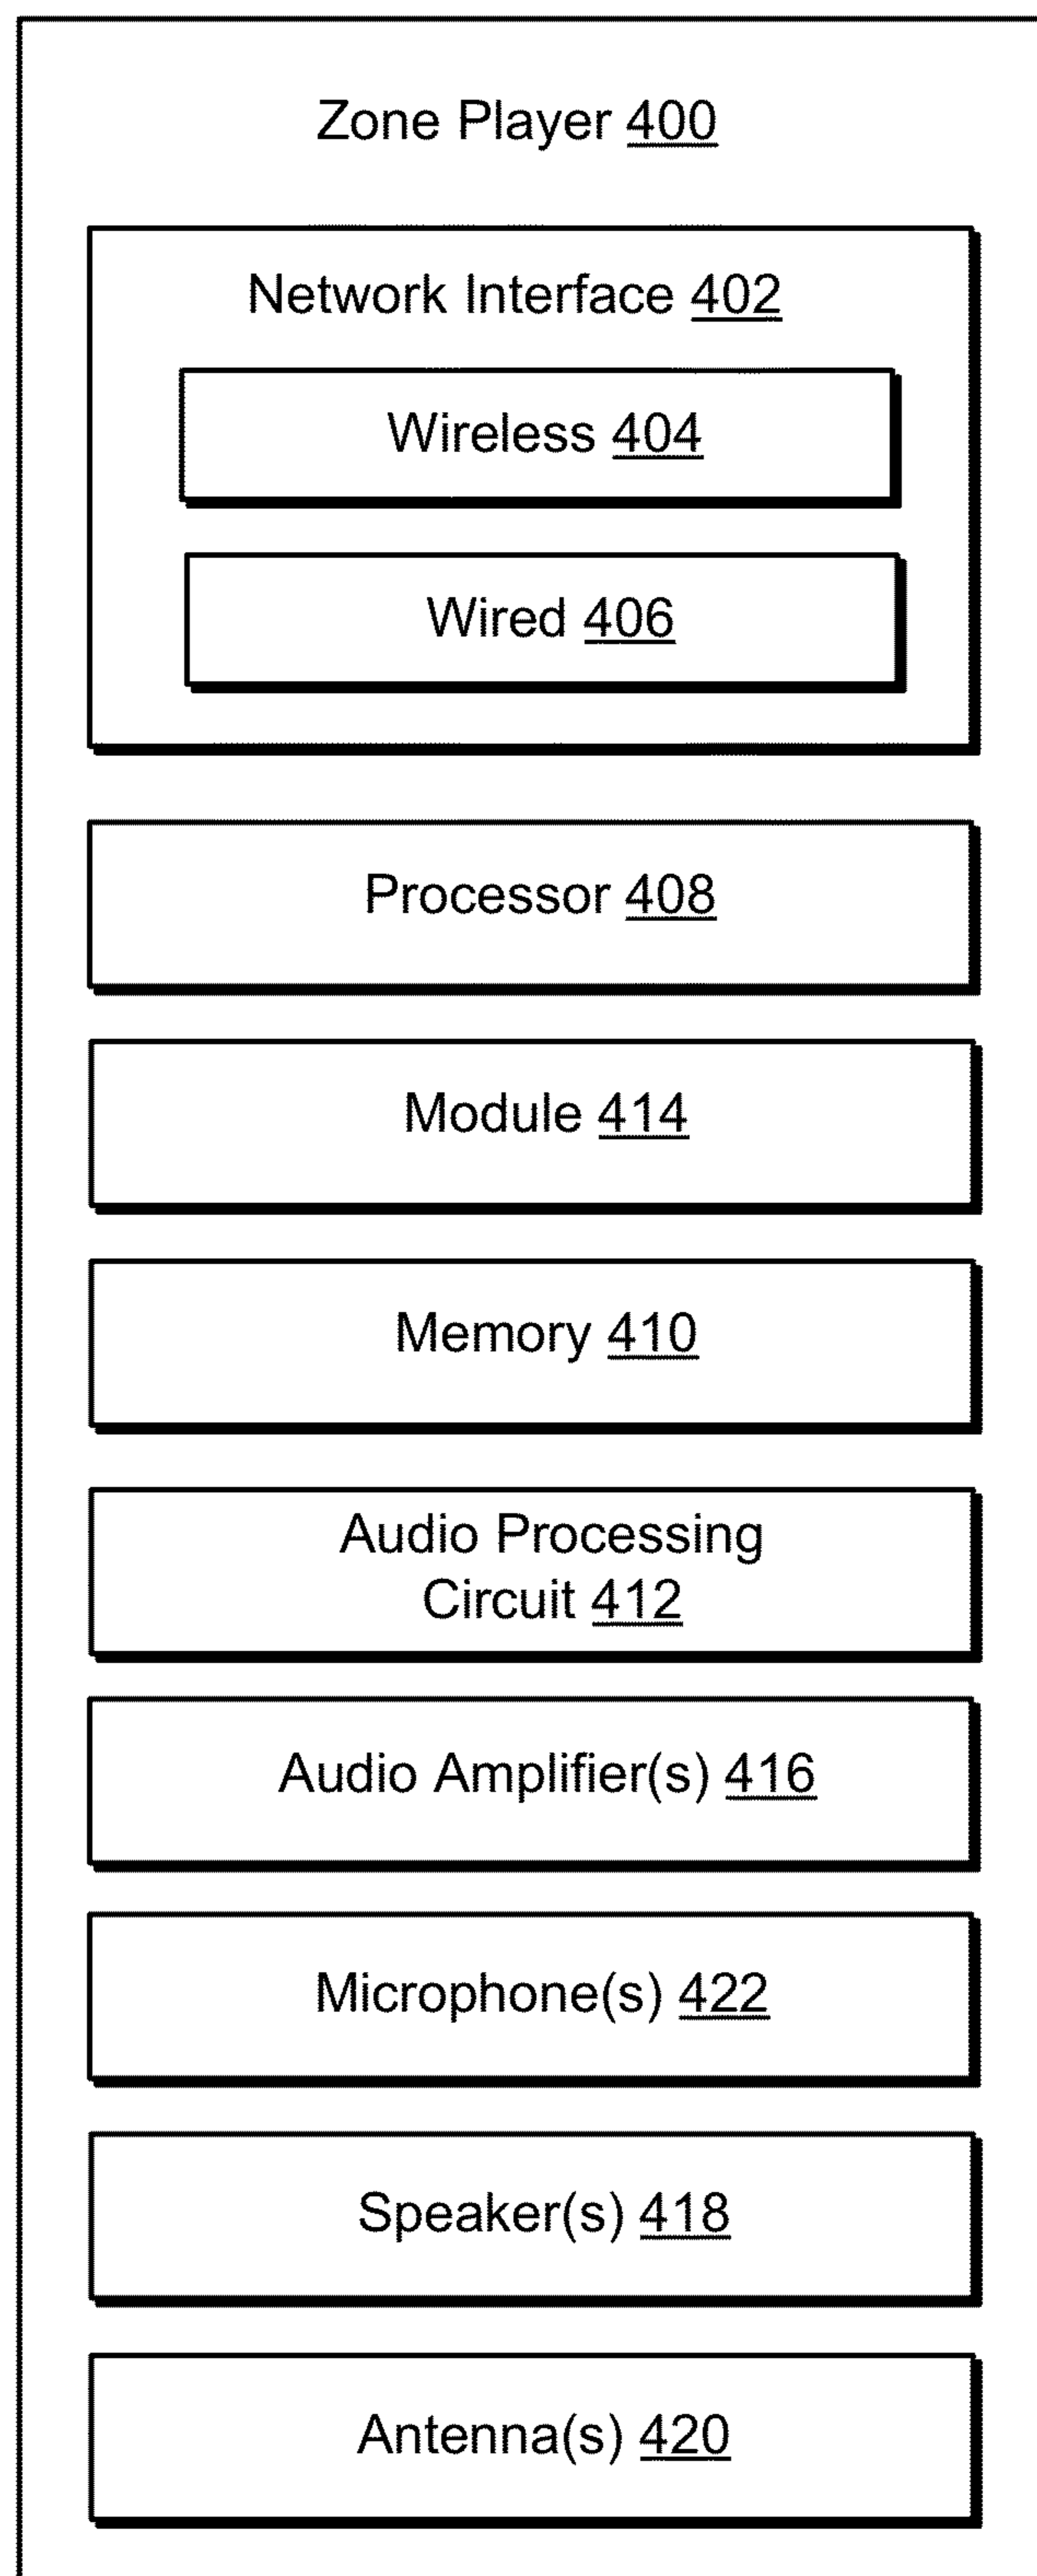 Zone Player 400
Network Interface 402
Wireless 404
Wired 406
Processor 408
Module 414
Memory 410
Audio Processing
Circuit 412
Audio Amplifier(s) 416
Microphone(s) 422
Speaker(s) 418
Antenna(s) 420